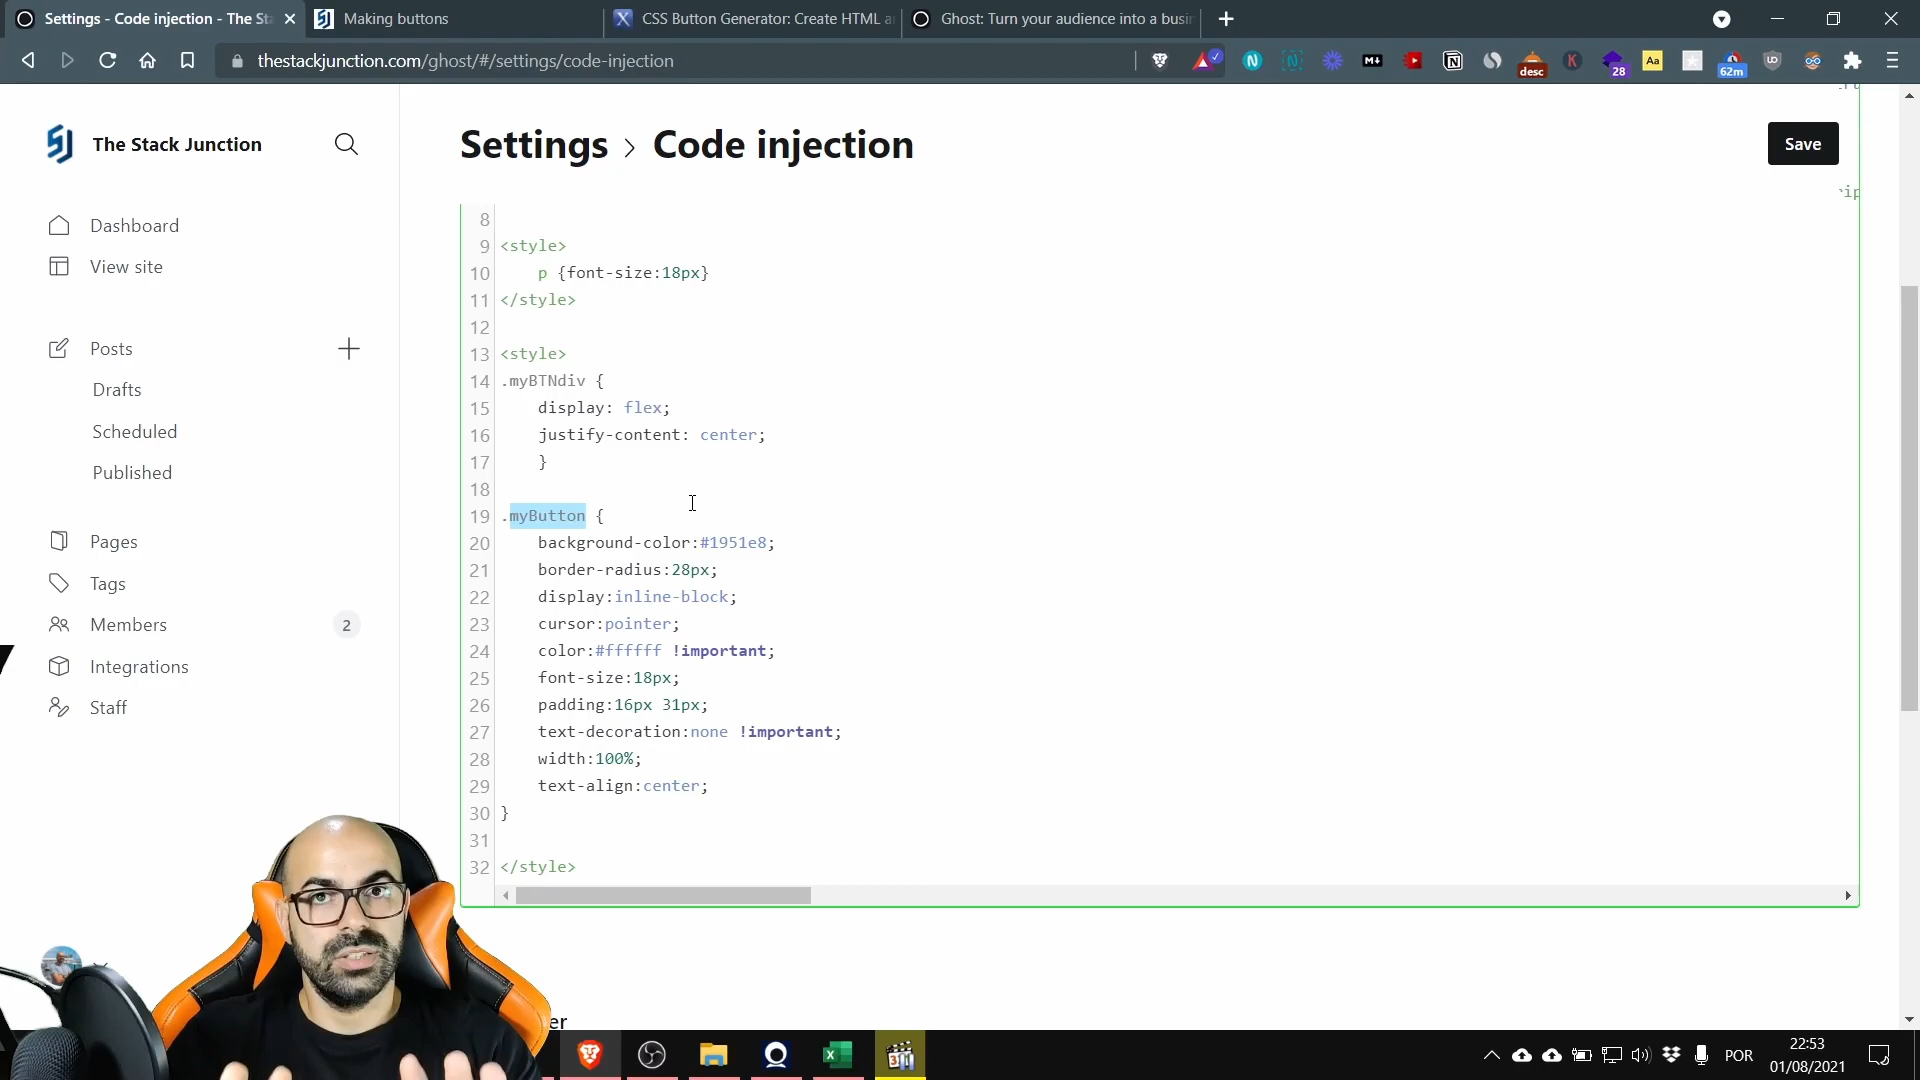 Settings - Code injection - The Sta
Making buttons
CSS Button Generator: Create HTML a
Ghost: Turn your audience into a busi
thestackjunction.com/ghost/#/settings/code-injection
desc
28
Aa
62m
The Stack Junction
Settings > Code injection
Save
Dashboard
View site
Posts
Drafts
Scheduled
Published
Pages
Tags
Members
2
Integrations
Staff
8
9 <style>
10 p {font-size:18px}
11 </style>
12
13 <style>
14 .myBTNdiv {
15 display: flex;
16 justify-content: center;
17 }
18
19 .myButton {
20 background-color:#1951e8;
21 border-radius:28px;
22 display:inline-block;
23 cursor:pointer;
24 color:#ffffff !important;
25 font-size:18px;
26 padding:16px 31px;
27 text-decoration:none !important;
28 width:100%;
29 text-align:center;
30 }
31
32 </style>
er
POR
22:53
01/08/2021